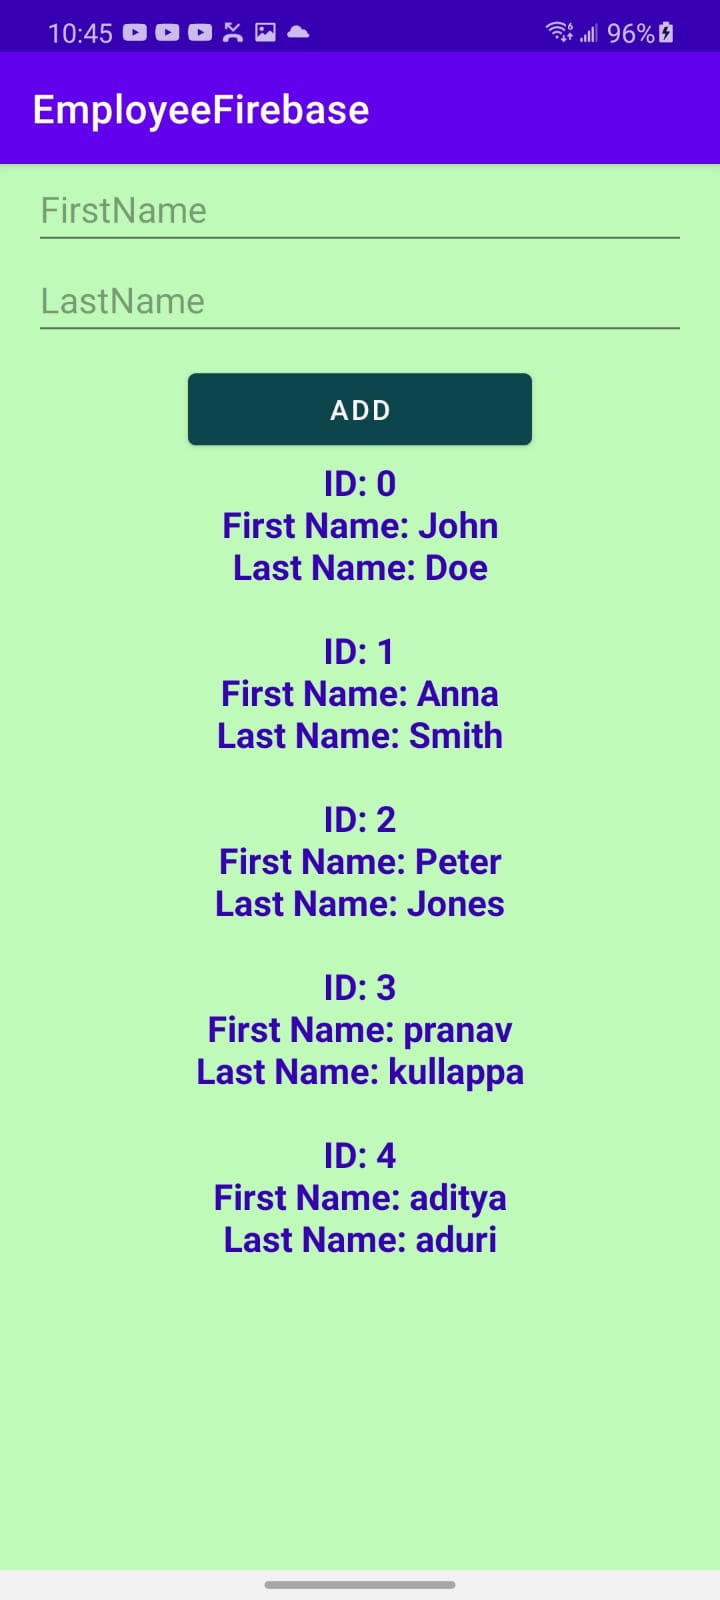 10:45 96%
EmployeeFirebase
FirstName
LastName
ADD
ID: 0
First Name: John
Last Name: Doe
ID: 1
First Name: Anna
Last Name: Smith
ID: 2
First Name: Peter
Last Name: Jones
ID: 3
First Name: pranav
Last Name: kullappa
ID: 4
First Name: aditya
Last Name: aduri